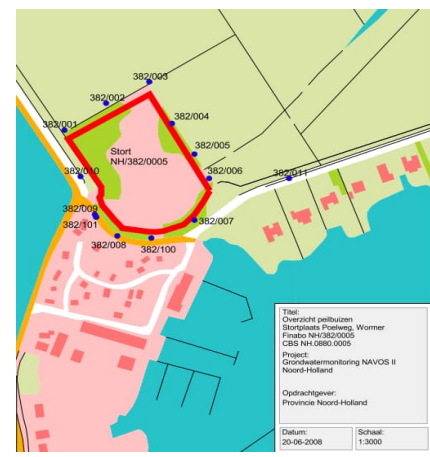 382/003
382/002
382/004
382/001
Stort
NH/382/0005
382/005
382/010
382/006
382/011
382/009
382/101
382/007
382/008
382/100
Titel:
Overzicht peilbuizen
Stortplaats Poelweg, Wormer
Finabo NH/382/0005
CBS NH.0880.0005
Project:
Grondwatermonitoring NAVOS II
Noord-Holland
Opdrachtgever:
Provincie Noord-Holland
Datum:
20-06-2008
Schaal:
1:3000